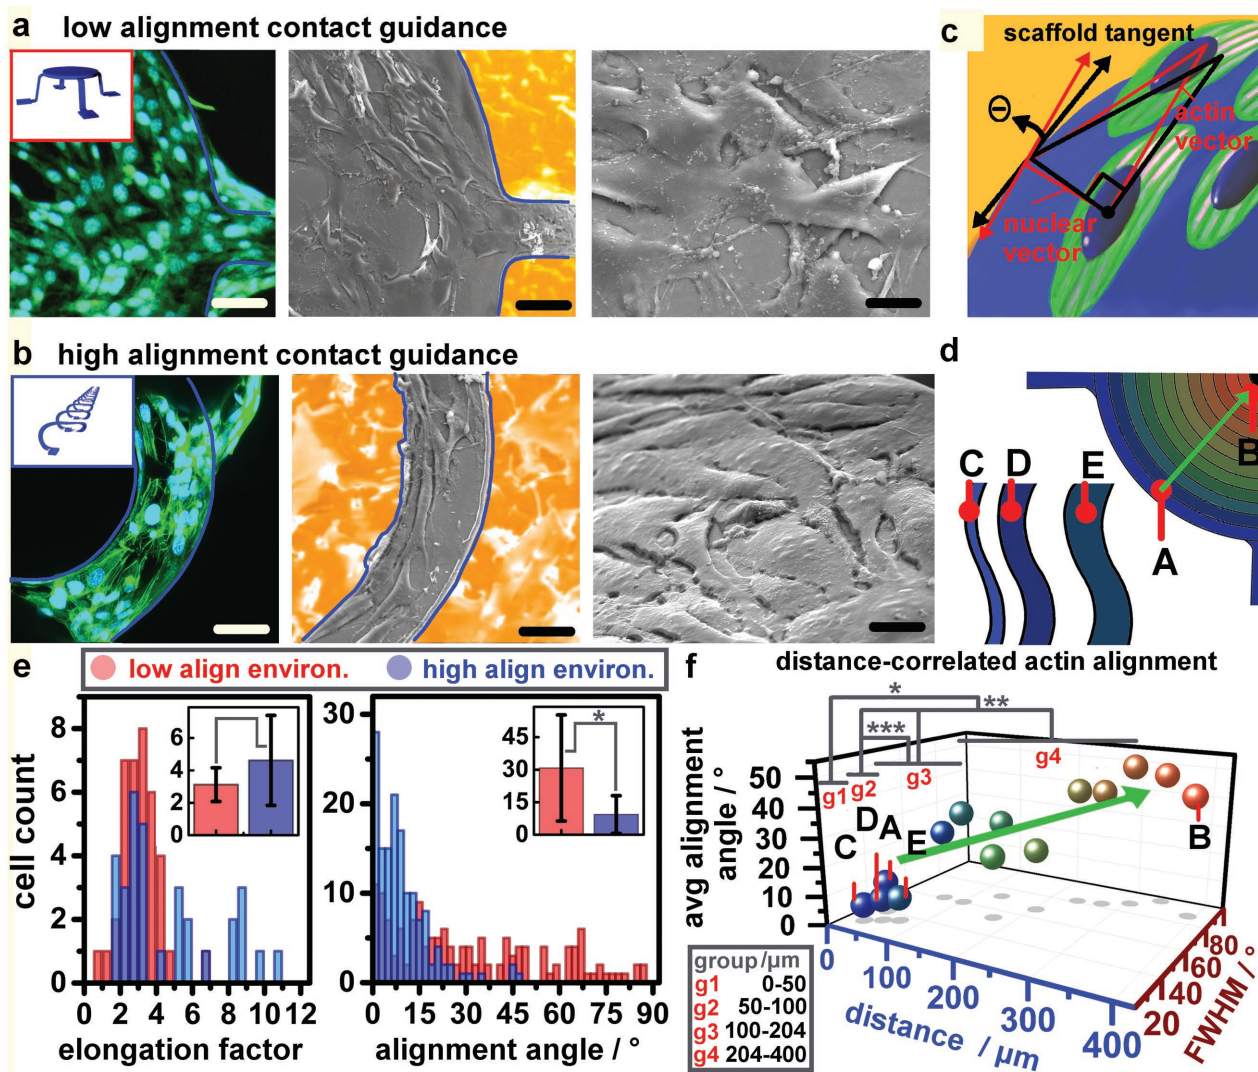 a low alignment contact guidance
b high alignment contact guidance
c
scaffold tangent
Θ
actin
vector
nuclear
vector
d
C D E
B
A
e
low align environ. high align environ.
cell count
8
6
4
2
0
0 2 4 6 8 10 12
elongation factor
6
4
2
0
30
20
10
0
0 15 30 45 60 75 90
alignment angle / °
45
30
15
0
*
f
distance-correlated actin alignment
*
**
***
g1 g2 g3 g4
avg alignment
angle / °
50
40
30
20
10
0
C D A E
B
0 100 200 300 400
distance / µm
20 40 60 80
FWHM / °
group /µm
g1 0-50
g2 50-100
g3 100-204
g4 204-400